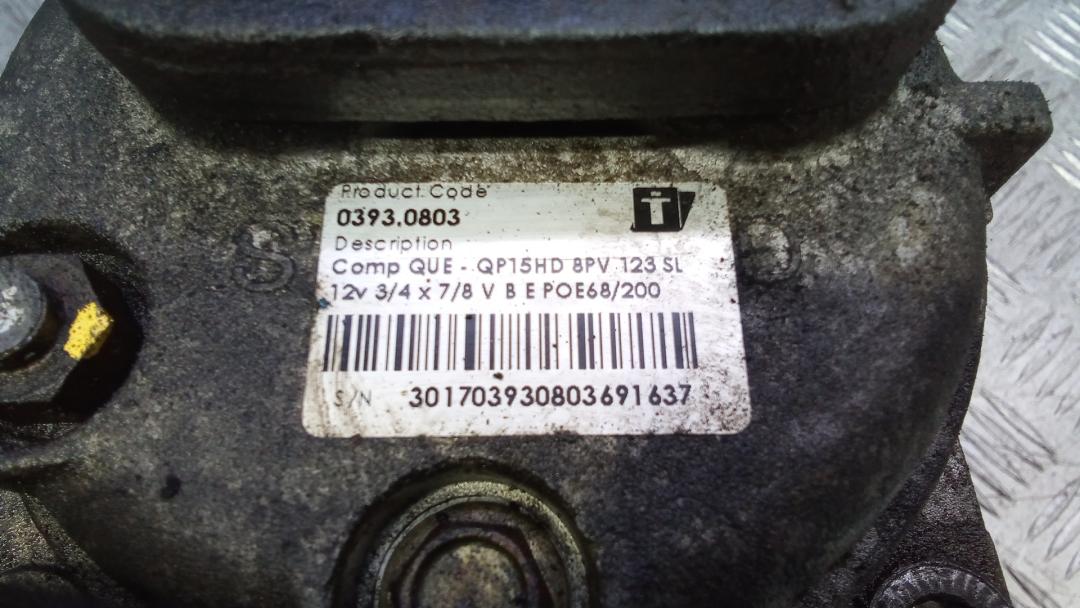 Product Code
0393.0803
Description
Comp QUE - QP15HD 8PV 123 SL
12v 3/4 x 7/8 V B E POE68/200
S/N 301703930803691637